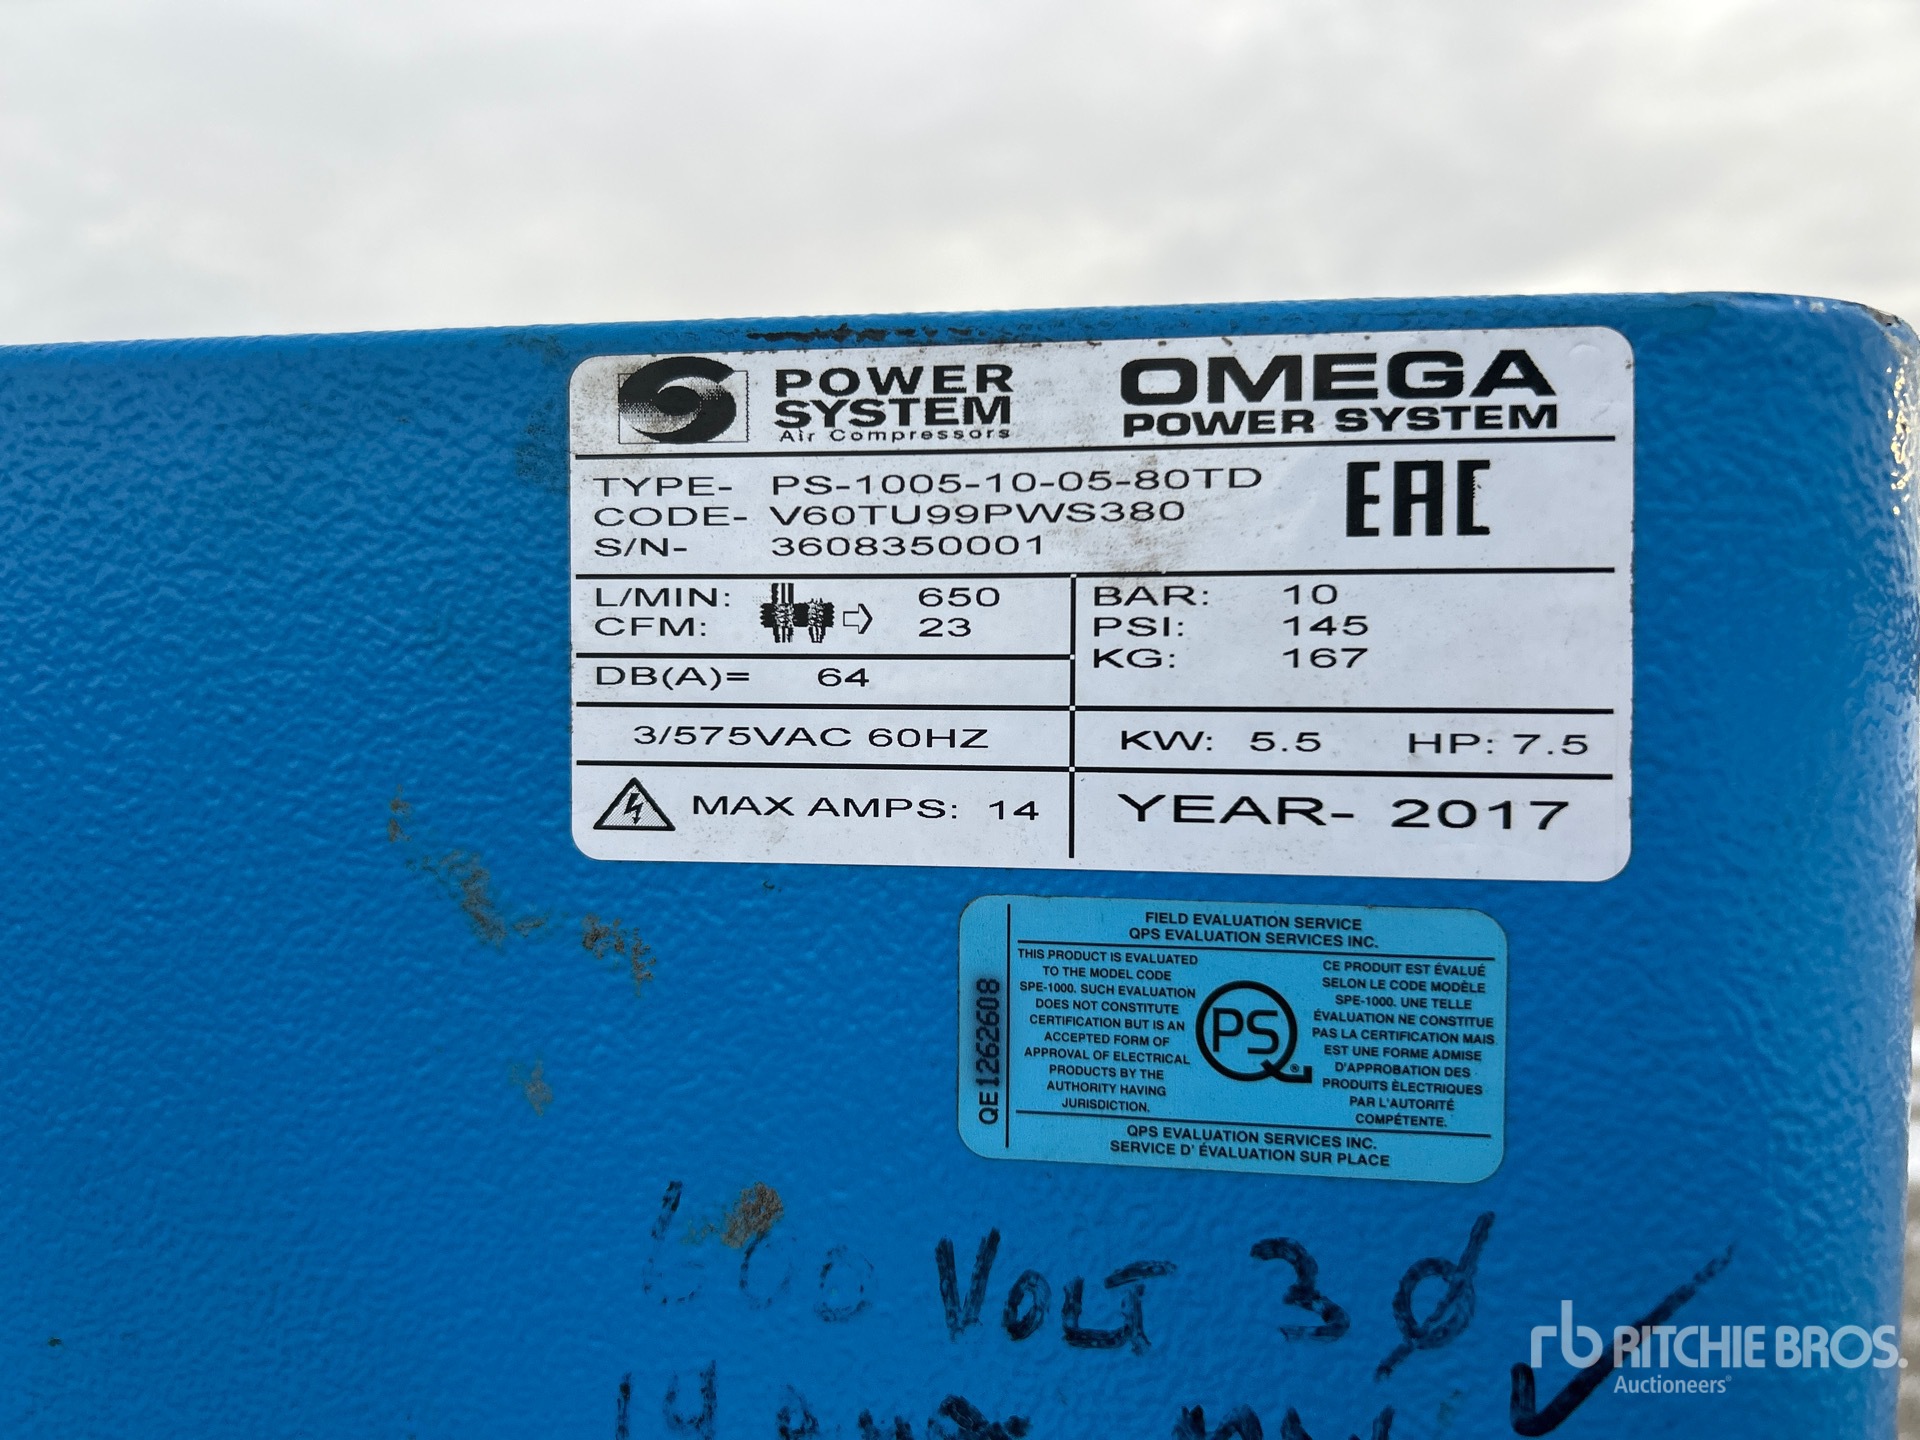 POWER
SYSTEM
Air Compressors
OMEGA
POWER SYSTEM
TYPE- PS-1005-10-05-80TD
CODE- V60TU99PWS380
S/N- 3608350001
EAC
L/MIN: 650
CFM: 23
BAR: 10
PSI: 145
KG: 167
DB(A)= 64
3/575VAC 60HZ
KW: 5.5 HP: 7.5
MAX AMPS: 14
YEAR- 2017
FIELD EVALUATION SERVICE
QPS EVALUATION SERVICES INC.
QE1262608
THIS PRODUCT IS EVALUATED
TO THE MODEL CODE
SPE-1000. SUCH EVALUATION
DOES NOT CONSTITUTE
CERTIFICATION BUT IS AN
ACCEPTED FORM OF
APPROVAL OF ELECTRICAL
PRODUCTS BY THE
AUTHORITY HAVING
JURISDICTION.
QPS®
CE PRODUIT EST ÉVALUÉ
SELON LE CODE MODÈLE
SPE-1000. UNE TELLE
ÉVALUATION NE CONSTITUE
PAS LA CERTIFICATION MAIS
EST UNE FORME ADMISE
D'APPROBATION DES
PRODUITS ÈLECTRIQUES
PAR L'AUTORITÉ
COMPÉTENTE.
QPS EVALUATION SERVICES INC.
SERVICE D' ÉVALUATION SUR PLACE
600 VOLT 3Ø
14
rb RITCHIE BROS.
Auctioneers®